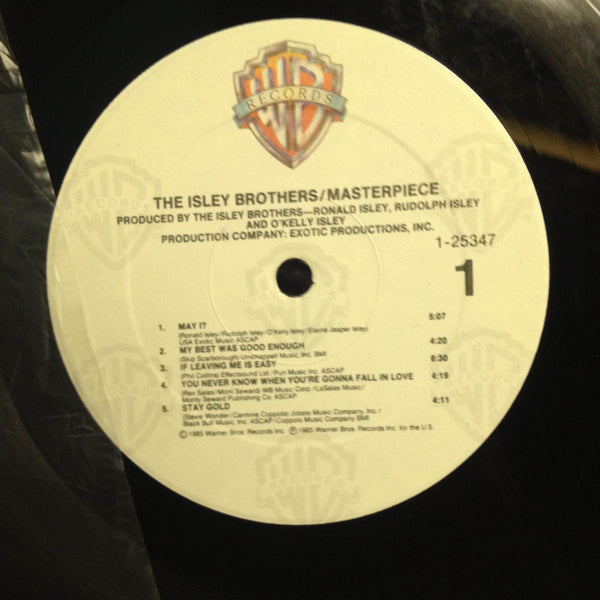 RECORDS
THE ISLEY BROTHERS/MASTERPIECE
PRODUCED BY THE ISLEY BROTHERS—RONALD ISLEY, RUDOLPH ISLEY
AND O'KELLY ISLEY
PRODUCTION COMPANY: EXOTIC PRODUCTIONS, INC.
1-25347
1
1. MAY I? 5:07
(Ronald Isley/Rudolph Isley/O'Kelly Isley/Elaine Jasper Isley)
USA Exotic Music ASCAP
2. MY BEST WAS GOOD ENOUGH 4:20
(Skip Scarborough) Unichappell Music, Inc. BMI
3. IF LEAVING ME IS EASY 6:30
(Phil Collins) Effectsound Ltd./Pun Music Inc. ASCAP
4. YOU NEVER KNOW WHEN YOU'RE GONNA FALL IN LOVE 4:19
(Rex Salas/Mont Seward) WB Music Corp./LaSalas Music/
Monty Seward Publishing Co. ASCAP
5. STAY GOLD 4:11
(Stevie Wonder/Carmine Coppola) Jobete Music Company, Inc./
Black Bull Music, Inc. ASCAP/Coppola Music Company BMI
© 1985 Warner Bros. Records Inc. ℗ 1985 Warner Bros. Records Inc. for the U.S.